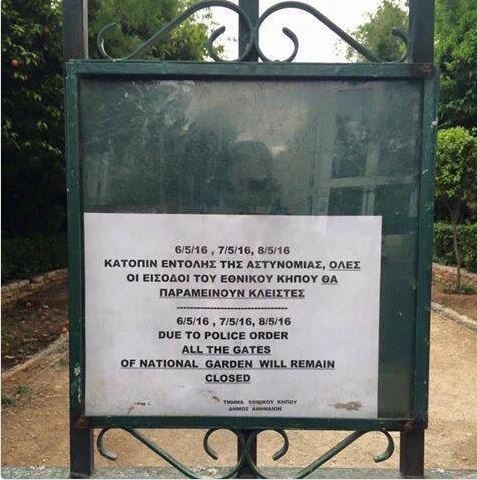 6/5/16 , 7/5/16, 8/5/16
ΚΑΤΟΠΙΝ ΕΝΤΟΛΗΣ ΤΗΣ ΑΣΤΥΝΟΜΙΑΣ, ΟΛΕΣ
ΟΙ ΕΙΣΟΔΟΙ ΤΟΥ ΕΘΝΙΚΟΥ ΚΗΠΟΥ ΘΑ
ΠΑΡΑΜΕΙΝΟΥΝ ΚΛΕΙΣΤΕΣ
------------------------------
6/5/16 , 7/5/16, 8/5/16
DUE TO POLICE ORDER
ALL THE GATES
OF NATIONAL GARDEN WILL REMAIN
CLOSED
ΤΜΗΜΑ ΕΘΝΙΚΟΥ ΚΗΠΟΥ
ΔΗΜΟΣ ΑΘΗΝΑΙΩΝ